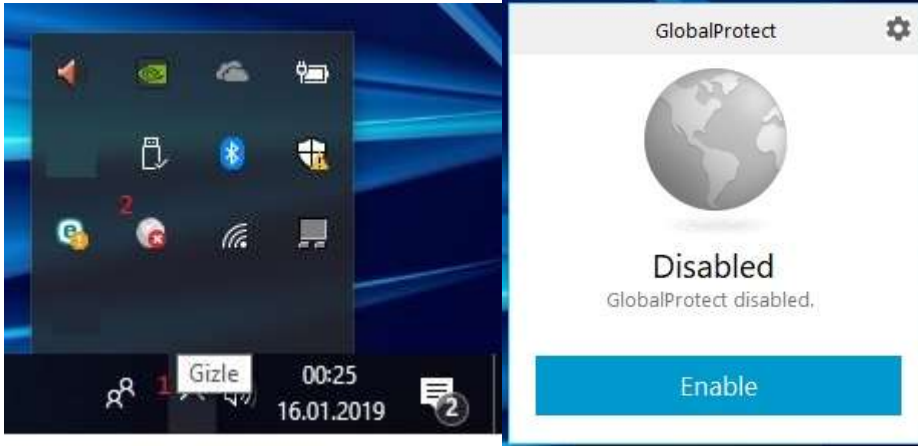 2
1
Gizle
00:25
16.01.2019
2
GlobalProtect
Disabled
GlobalProtect disabled.
Enable